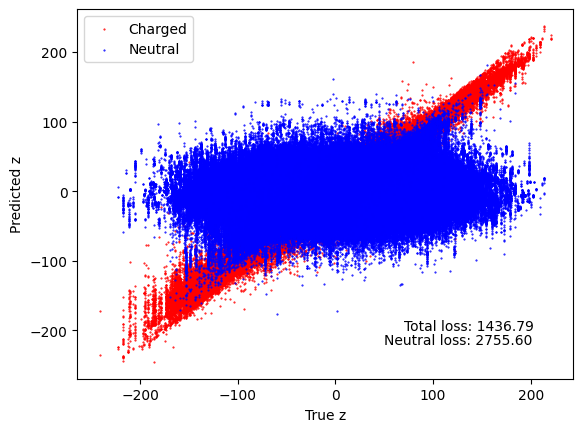 Charged
Neutral
200
100
0
−100
−200
Predicted z
Total loss: 1436.79
Neutral loss: 2755.60
−200
−100
0
100
200
True z